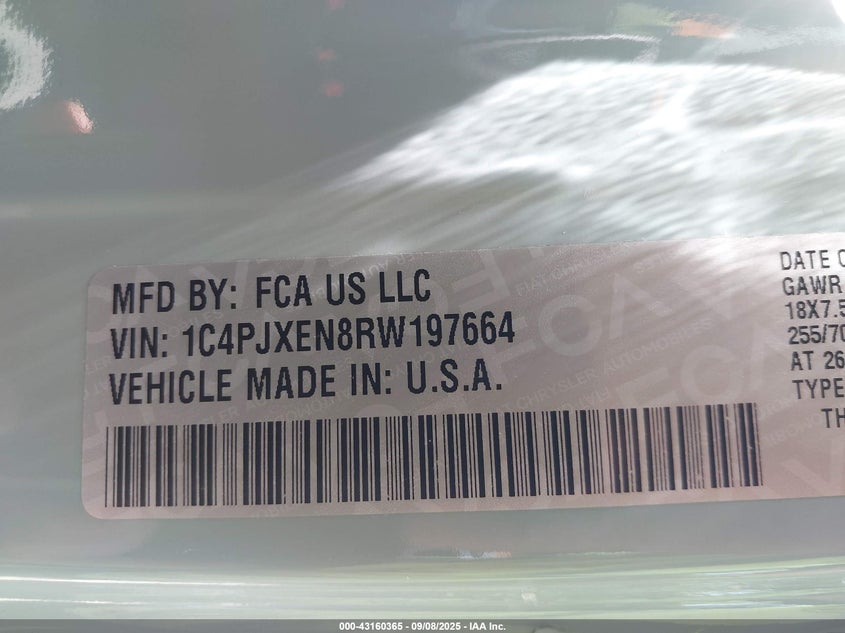 MFD BY: FCA US LLC
VIN: 1C4PJXEN8RW197664
VEHICLE MADE IN: U.S.A.
DATE O
GAWR
18X7.5
255/70
AT 26
TYPE
TH
000-43160365 - 09/08/2025 - IAA Inc.